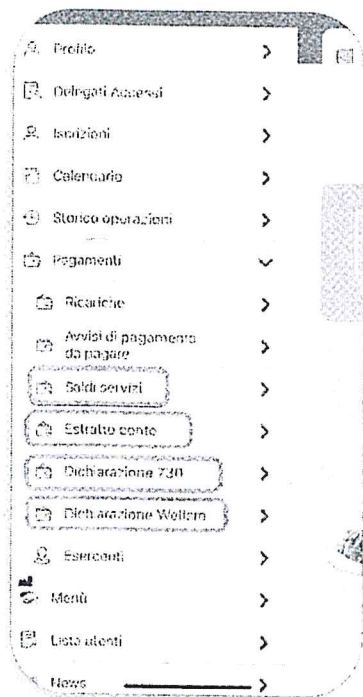 Profilo
Delegati Accessi
Iscrizioni
Calendario
Storico operazioni
Pagamenti
Ricariche
Avvisi di pagamento
da pagare
Saldi servizi
Estratto conto
Dichiarazione 730
Dichiarazione Welfare
Esercenti
Menù
Lista utenti
News